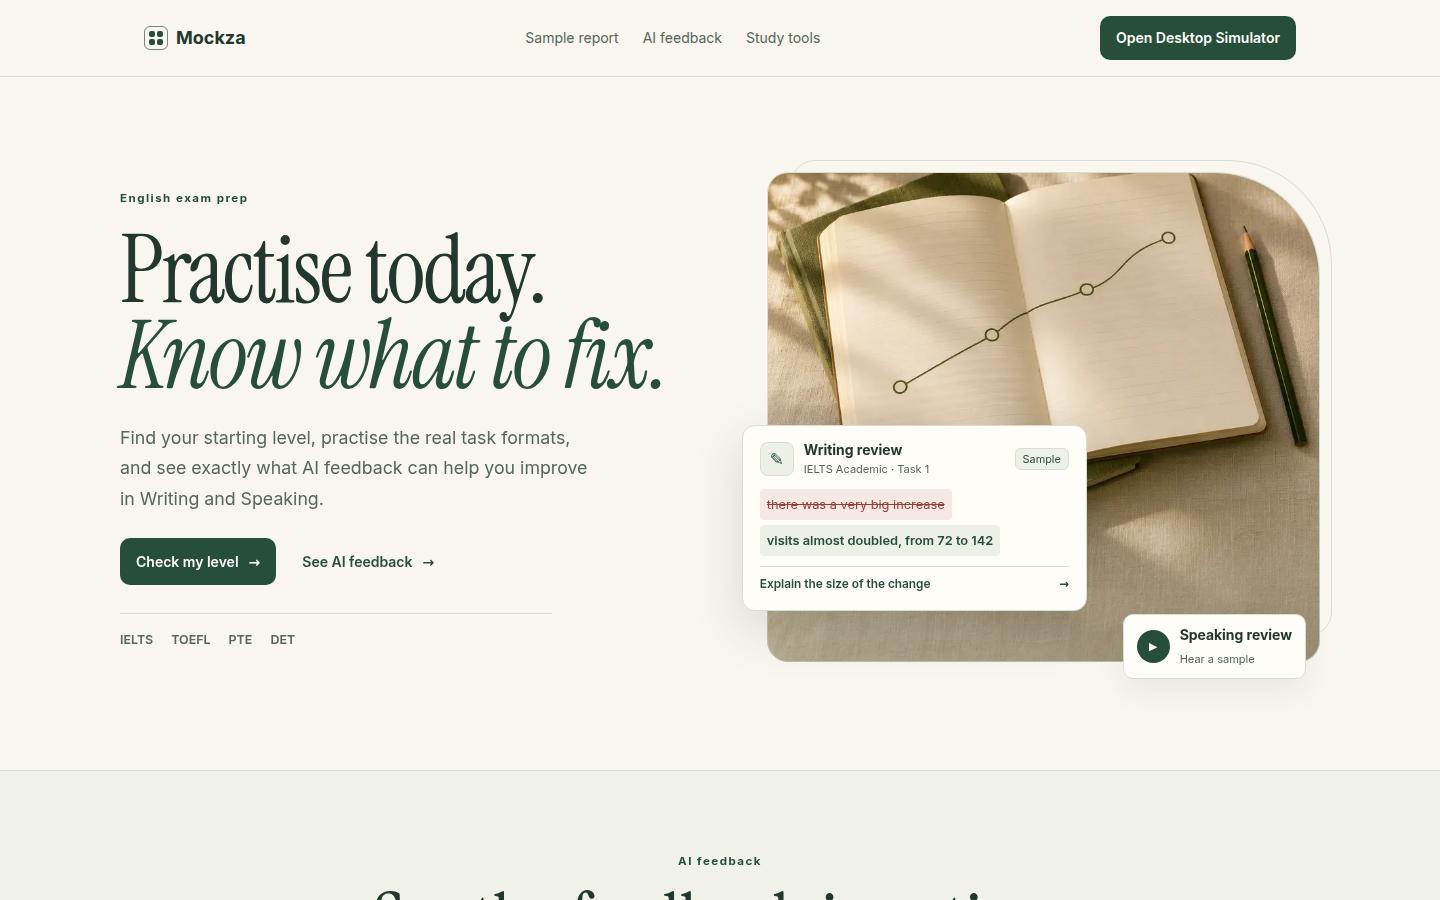 Mockza
Sample report
AI feedback
Study tools
Open Desktop Simulator
English exam prep
Practise today.
Know what to fix.
Find your starting level, practise the real task formats,
and see exactly what AI feedback can help you improve
in Writing and Speaking.
Check my level →
See AI feedback →
IELTS TOEFL PTE DET
Writing review
IELTS Academic · Task 1
Sample
there was a very big increase
visits almost doubled, from 72 to 142
Explain the size of the change →
Speaking review
Hear a sample
AI feedback